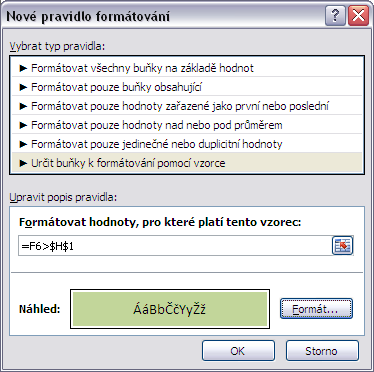 Nové pravidlo formátování
Vybrat typ pravidla:
► Formátovat všechny buňky na základě hodnot
► Formátovat pouze buňky obsahující
► Formátovat pouze hodnoty zařazené jako první nebo poslední
► Formátovat pouze hodnoty nad nebo pod průměrem
► Formátovat pouze jedinečné nebo duplicitní hodnoty
► Určit buňky k formátování pomocí vzorce
Upravit popis pravidla:
Formátovat hodnoty, pro které platí tento vzorec:
=F6>$H$1
Náhled:
ÁáBbČčYyŽž
Formát...
OK
Storno